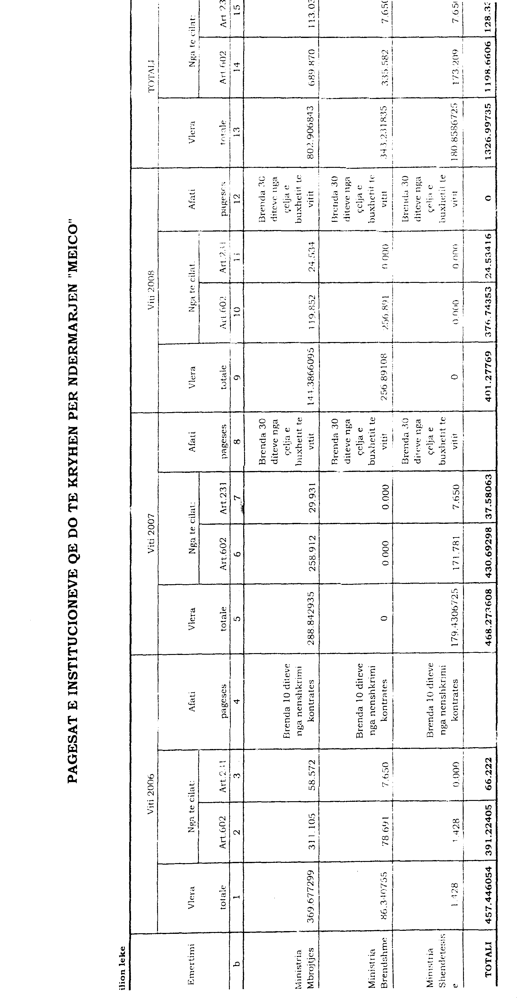 PAGESAT E INSTITUCIONEVE QE DO TE KRYHEN PER NDERMARJEN "MEICO"
ilion leke
Viti 2006 Viti 2007 Viti 2008 TOTALI
Emertimi Vlera Nga te cilat: Afati Vlera Nga te cilat: Afati Vlera Nga te cilat. Afati Vlera Nga te cilat:
totale Art.602 Art.231 pageses totale Art.602 Art.231 pageses totale Art.602 Art.231 pageses totale Art.602 Art 23
b 1 2 3 4 5 6 7 8 9 10 11 12 13 14 15
Brenda 30 Brenda 30
diteve nga diteve nga
Brenda 10 diteve çelja e çelja e
Ministria nga nenshkrimi buxhetit te buxhetit te
Mbrojtjes 369.677299 311.105 58.572 kontrates 288.842935 258.912 29.931 vitit 144.3866095 119.852 24.534 vitit 802.906843 689.870 113.03
Brenda 30 Brenda 30
diteve nga diteve nga
Brenda 10 diteve çelja e çelja e
Ministria nga nenshkrimi buxhetit te buxhetit te
Brendshme 86.340755 78.691 7.650 kontrates 0 0.000 0.000 vitit 256.89108 256.891 0.000 vitit 343.231835 335.582 7.650
Brenda 30 Brenda 30
diteve nga diteve nga
Ministria Brenda 10 diteve çelja e çelja e
Shendetesis nga nenshkrimi buxhetit te buxhetit te
e 1.428 1.428 0.000 kontrates 179.4306725 171.781 7.650 vitit 0 0.000 0.000 vitit 180.8586725 173.209 7.650
TOTALI 457.446054 391.22405 66.222 468.273608 430.69298 37.58063 401.27769 376.74353 24.53416 0 1326.99735 1198.6606 128.33